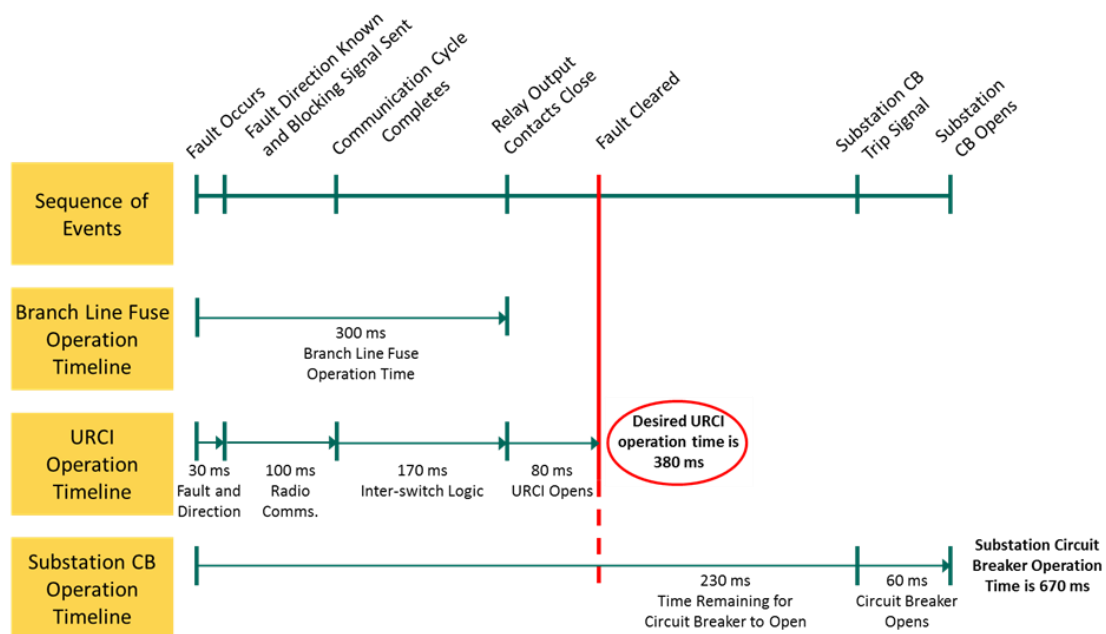 Fault Occurs
Fault Direction Known
and Blocking Signal Sent
Communication Cycle
Completes
Relay Output
Contacts Close
Fault Cleared
Substation CB
Trip Signal
Substation
CB Opens
Sequence of
Events
Branch Line Fuse
Operation
Timeline
300 ms
Branch Line Fuse
Operation Time
URCI
Operation
Timeline
30 ms
Fault and
Direction
100 ms
Radio
Comms.
170 ms
Inter-switch Logic
80 ms
URCI Opens
Desired URCI
operation time is
380 ms
Substation CB
Operation
Timeline
230 ms
Time Remaining for
Circuit Breaker to Open
60 ms
Circuit Breaker
Opens
Substation Circuit
Breaker Operation
Time is 670 ms